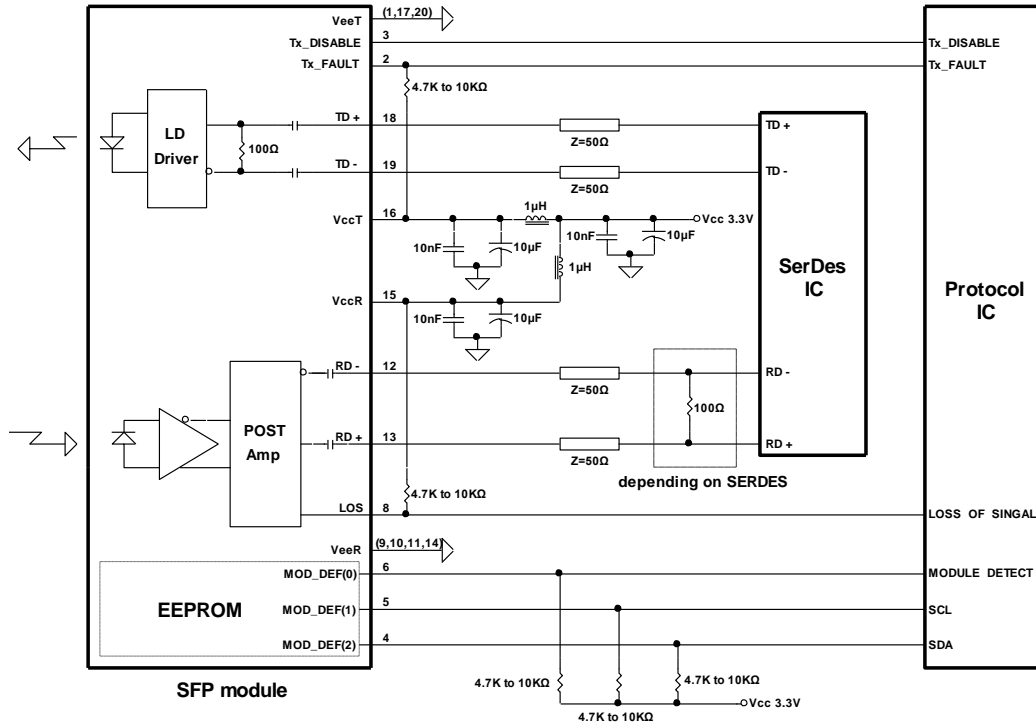 VeeT (1,17,20)
Tx_DISABLE 3 Tx_DISABLE
Tx_FAULT 2 Tx_FAULT
4.7K to 10KΩ
LD
Driver
100Ω
TD + 18 TD +
Z=50Ω
TD - 19 TD -
Z=50Ω
1µH
VccT 16 Vcc 3.3V
10nF 10µF 10nF 10µF
1µH
SerDes
IC
Protocol
IC
VccR 15
10nF 10µF
RD - 12 RD -
Z=50Ω
100Ω
POST
Amp
RD + 13 RD +
Z=50Ω
depending on SERDES
4.7K to 10KΩ
LOS 8 LOSS OF SINGAL
VeeR (9,10,11,14)
MOD_DEF(0) 6 MODULE DETECT
EEPROM
MOD_DEF(1) 5 SCL
MOD_DEF(2) 4 SDA
SFP module
4.7K to 10KΩ 4.7K to 10KΩ
4.7K to 10KΩ
Vcc 3.3V